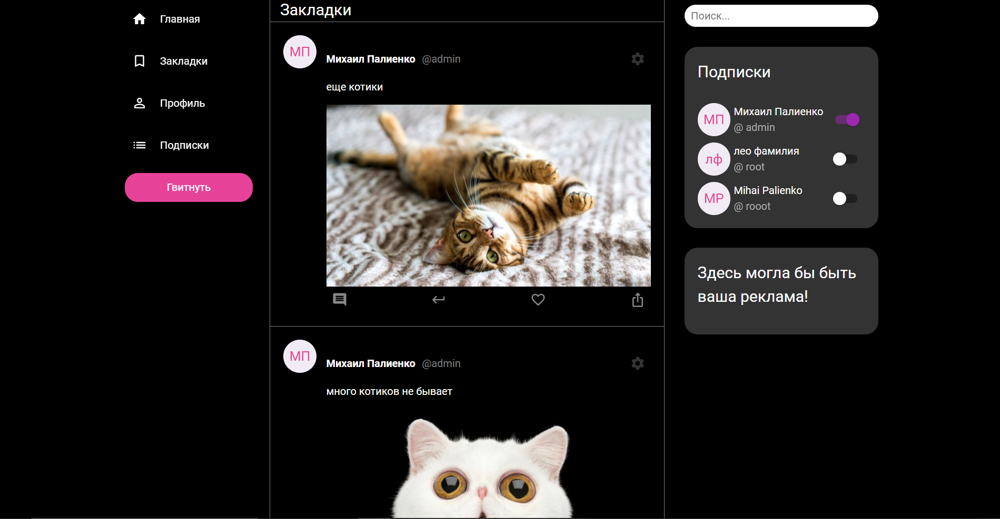 Главная
Закладки
Профиль
Подписки
Гвитнуть
Закладки
МП
Михаил Палиенко @admin
еще котики
МП
Михаил Палиенко @admin
много котиков не бывает
Поиск...
Подписки
МП
Михаил Палиенко
@ admin
лф
лео фамилия
@ root
MP
Mihai Palienko
@ rooot
Здесь могла бы быть
ваша реклама!